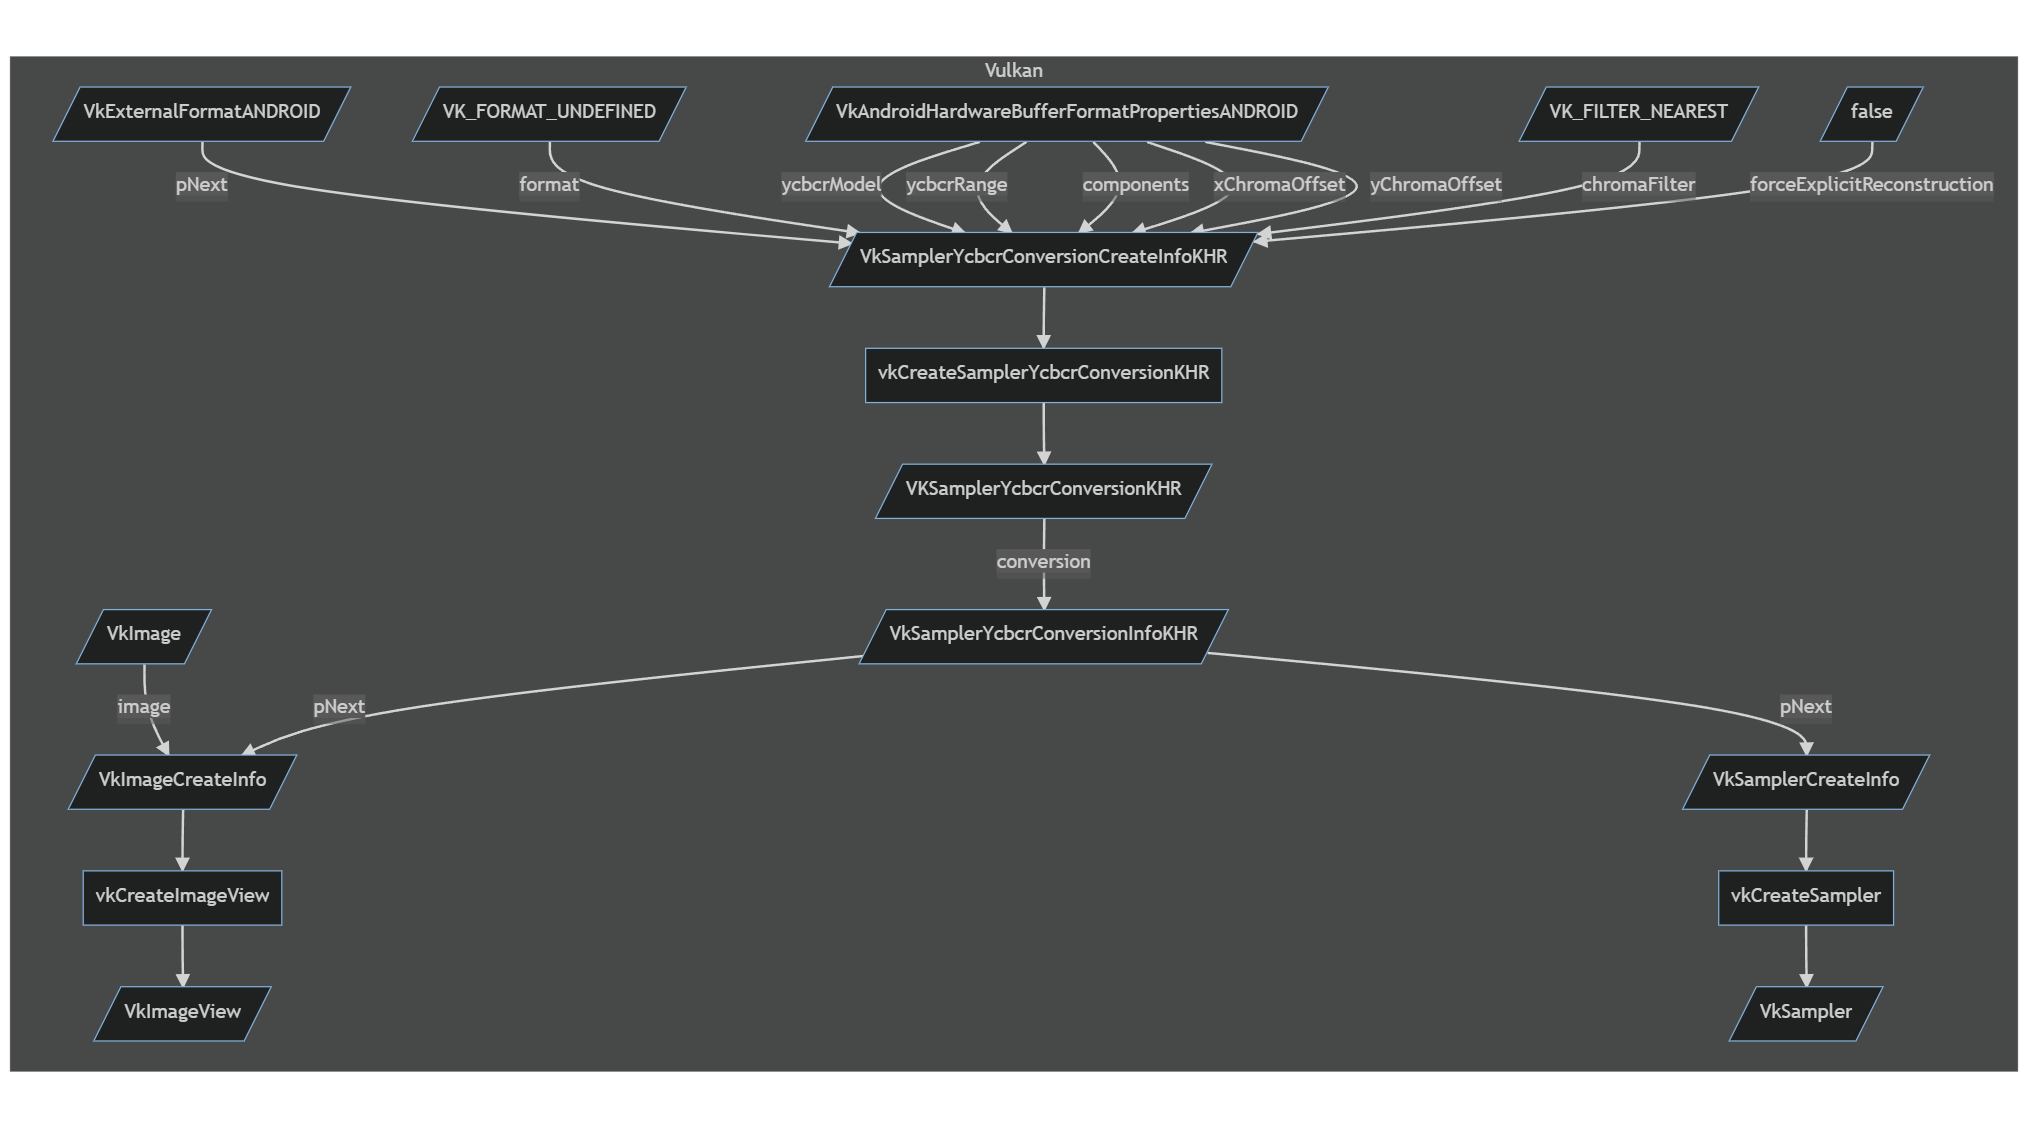 Vulkan
VkExternalFormatANDROID
VK_FORMAT_UNDEFINED
VkAndroidHardwareBufferFormatPropertiesANDROID
VK_FILTER_NEAREST
false
pNext
format
ycbcrModel
ycbcrRange
components
xChromaOffset
yChromaOffset
chromaFilter
forceExplicitReconstruction
VkSamplerYcbcrConversionCreateInfoKHR
vkCreateSamplerYcbcrConversionKHR
VKSamplerYcbcrConversionKHR
conversion
VkImage
VkSamplerYcbcrConversionInfoKHR
image
pNext
pNext
VkImageCreateInfo
VkSamplerCreateInfo
vkCreateImageView
vkCreateSampler
VkImageView
VkSampler